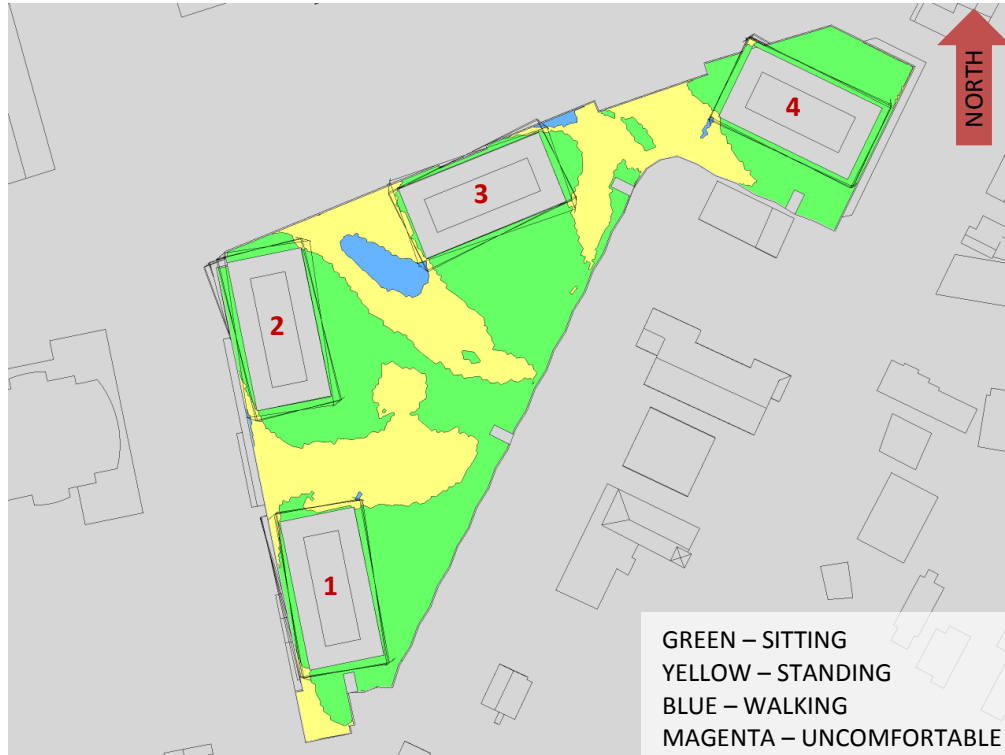 NORTH
4
3
2
1
GREEN – SITTING
YELLOW – STANDING
BLUE – WALKING
MAGENTA – UNCOMFORTABLE